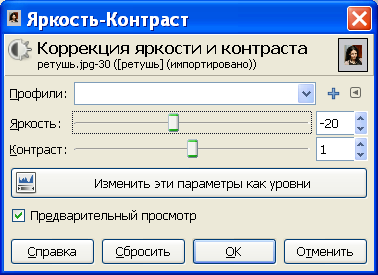 Яркость-Контраст
Коррекция яркости и контраста
ретушь.jpg-30 ([ретушь] (импортировано))
Профили:
Яркость: -20
Контраст: 1
Изменить эти параметры как уровни
Предварительный просмотр
Справка Сбросить OK Отменить